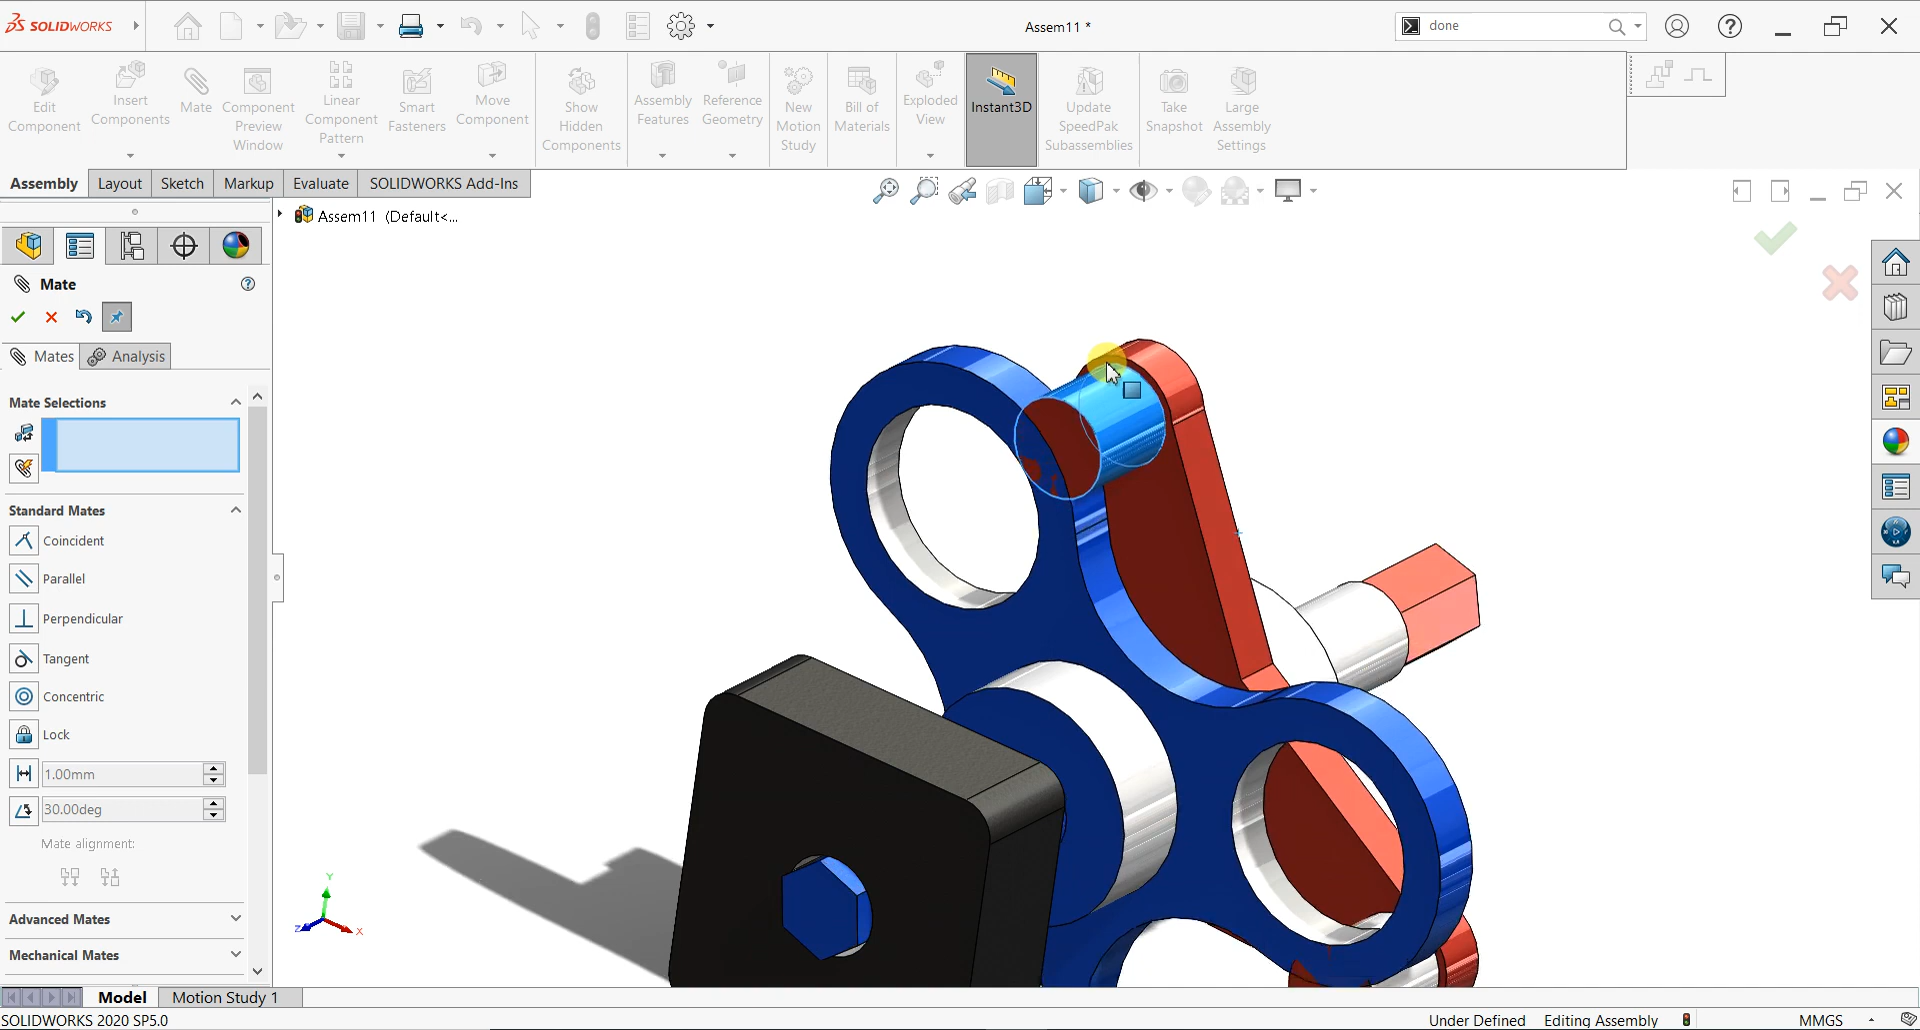 SOLIDWORKS
Assem11 *
done
Edit Component
Insert Components
Mate
Component Preview Window
Linear Component Pattern
Smart Fasteners
Move Component
Show Hidden Components
Assembly Features
Reference Geometry
New Motion Study
Bill of Materials
Exploded View
Instant3D
Update SpeedPak Subassemblies
Take Snapshot
Large Assembly Settings
Assembly
Layout
Sketch
Markup
Evaluate
SOLIDWORKS Add-Ins
Assem11 (Default<...
Mate
Mates
Analysis
Mate Selections
Standard Mates
Coincident
Parallel
Perpendicular
Tangent
Concentric
Lock
1.00mm
30.00deg
Mate alignment:
Advanced Mates
Mechanical Mates
Y
Z
X
Model
Motion Study 1
SOLIDWORKS 2020 SP5.0
Under Defined
Editing Assembly
MMGS